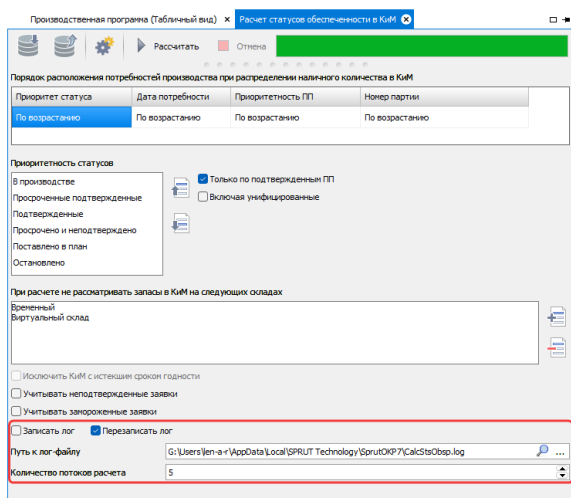 Производственная программа (Табличный вид) × Расчет статусов обеспеченности в КиМ
Рассчитать Отмена
Порядок расположения потребностей производства при распределении наличного количества в КиМ
Приоритет статуса Дата потребности Приоритетность ПП Номер партии
По возрастанию По возрастанию По возрастанию По возрастанию
Приоритетность статусов
В производстве
Просроченные подтвержденные
Подтвержденные
Просрочено и неподтверждено
Поставлено в план
Остановлено
Только по подтвержденным ПП
Включая унифицированные
При расчете не рассматривать запасы в КиМ на следующих складах
Временный
Виртуальный склад
Исключить КиМ с истекшим сроком годности
Учитывать неподтвержденные заявки
Учитывать замороженные заявки
Записать лог Перезаписать лог
Путь к лог-файлу G:\Users\len-a-r\AppData\Local\SPRUT Technology\SprutOKP7\CalcStsObsp.log ...
Количество потоков расчета 5